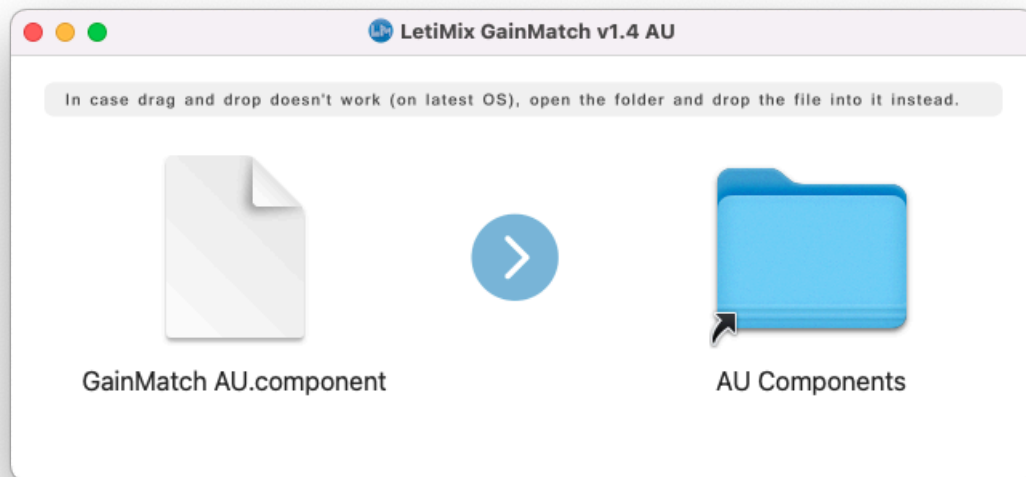 LM LetiMix GainMatch v1.4 AU
In case drag and drop doesn't work (on latest OS), open the folder and drop the file into it instead.
GainMatch AU.component
AU Components